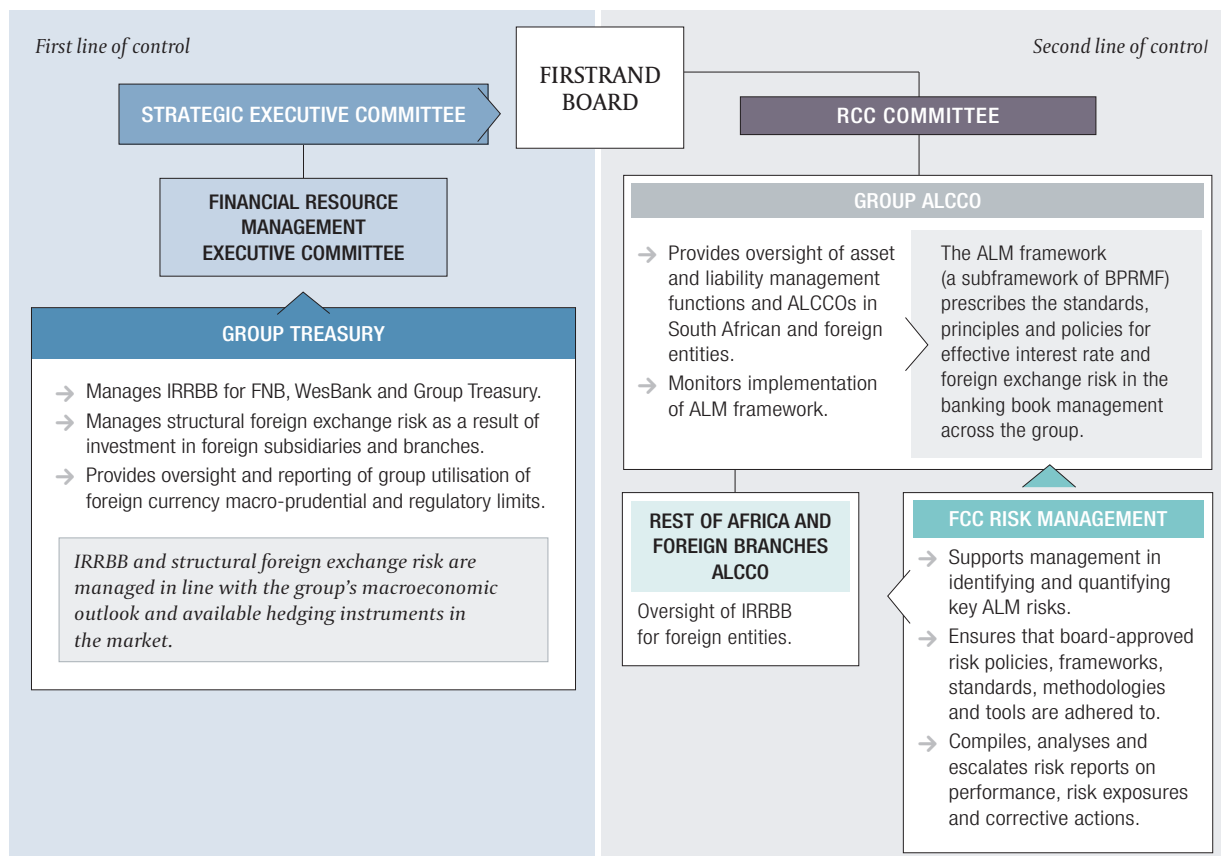 First line of control
Second line of control
FIRSTRAND
BOARD
STRATEGIC EXECUTIVE COMMITTEE
FINANCIAL RESOURCE
MANAGEMENT
EXECUTIVE COMMITTEE
GROUP TREASURY
Manages IRRBB for FNB, WesBank and Group Treasury.
Manages structural foreign exchange risk as a result of
investment in foreign subsidiaries and branches.
Provides oversight and reporting of group utilisation of
foreign currency macro-prudential and regulatory limits.
IRRBB and structural foreign exchange risk are
managed in line with the group's macroeconomic
outlook and available hedging instruments in
the market.
RCC COMMITTEE
GROUP ALCCO
Provides oversight of asset
and liability management
functions and ALCCOs in
South African and foreign
entities.
Monitors implementation
of ALM framework.
The ALM framework
(a subframework of BPRMF)
prescribes the standards,
principles and policies for
effective interest rate and
foreign exchange risk in the
banking book management
across the group.
REST OF AFRICA AND
FOREIGN BRANCHES
ALCCO
Oversight of IRRBB
for foreign entities.
FCC RISK MANAGEMENT
Supports management in
identifying and quantifying
key ALM risks.
Ensures that board-approved
risk policies, frameworks,
standards, methodologies
and tools are adhered to.
Compiles, analyses and
escalates risk reports on
performance, risk exposures
and corrective actions.